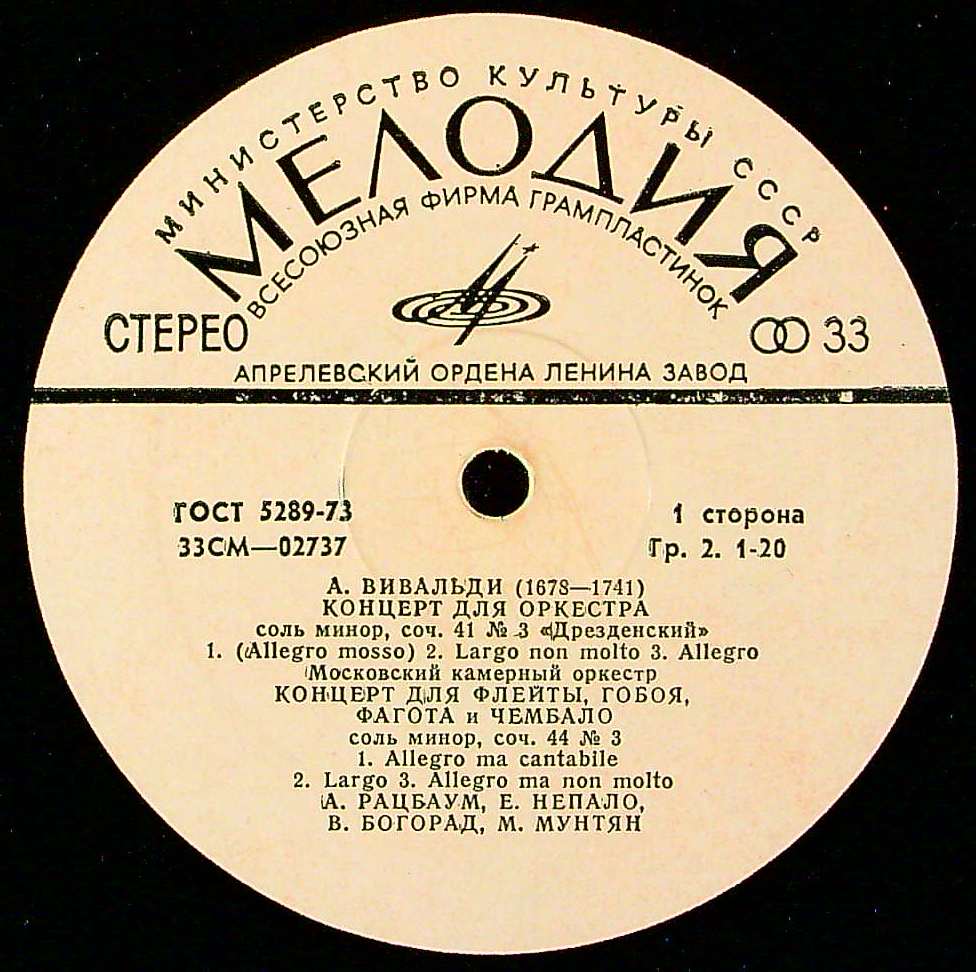 МИНИСТЕРСТВО КУЛЬТУРЫ СССР
МЕЛОДИЯ
ВСЕСОЮЗНАЯ ФИРМА ГРАМПЛАСТИНОК
СТЕРЕО
33
АПРЕЛЕВСКИЙ ОРДЕНА ЛЕНИНА ЗАВОД
ГОСТ 5289-73
1 сторона
33СМ—02737
Гр. 2. 1-20
А. ВИВАЛЬДИ (1678—1741)
КОНЦЕРТ ДЛЯ ОРКЕСТРА
соль минор, соч. 41 № 3 «Дрезденский»
1. (Allegro mosso) 2. Largo non molto 3. Allegro
Московский камерный оркестр
КОНЦЕРТ ДЛЯ ФЛЕЙТЫ, ГОБОЯ,
ФАГОТА и ЧЕМБАЛО
соль минор, соч. 44 № 3
1. Allegro ma cantabile
2. Largo 3. Allegro ma non molto
А. РАЦБАУМ, Е. НЕПАЛО,
В. БОГОРАД, М. МУНТЯН